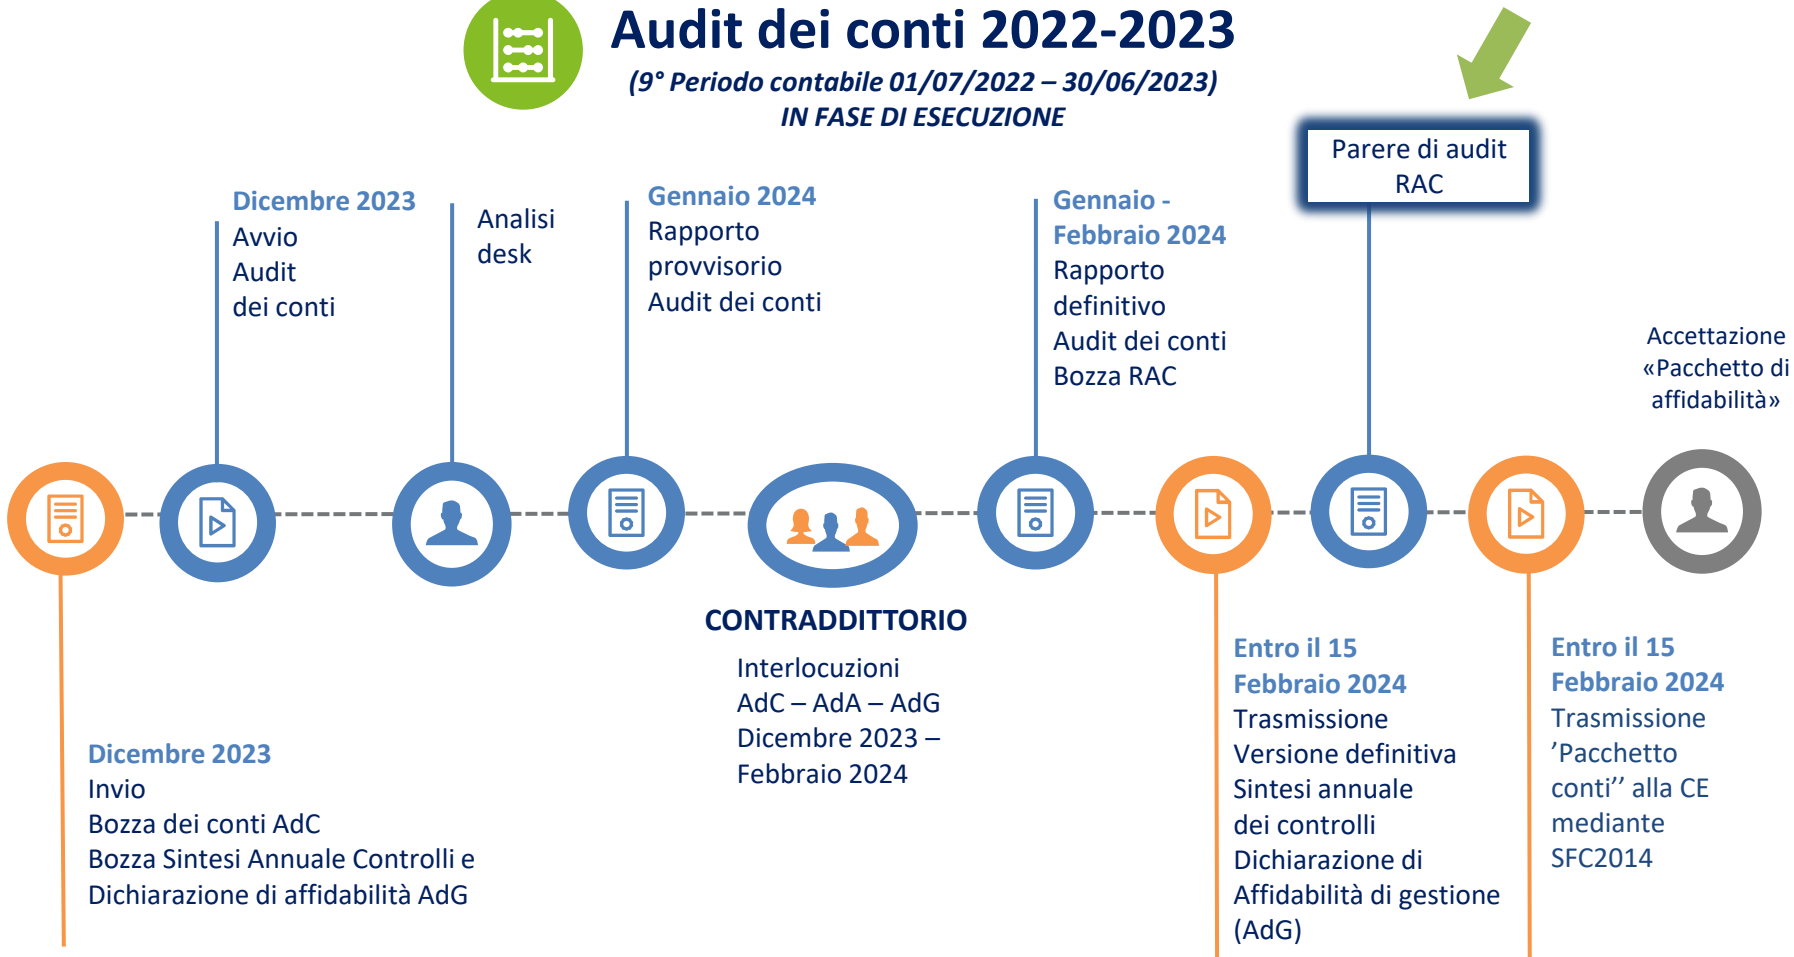 Audit dei conti 2022-2023
(9° Periodo contabile 01/07/2022 – 30/06/2023)
IN FASE DI ESECUZIONE
Parere di audit
RAC
Dicembre 2023
Avvio
Audit
dei conti
Analisi
desk
Gennaio 2024
Rapporto
provvisorio
Audit dei conti
Gennaio -
Febbraio 2024
Rapporto
definitivo
Audit dei conti
Bozza RAC
Accettazione
«Pacchetto di
affidabilità»
Dicembre 2023
Invio
Bozza dei conti AdC
Bozza Sintesi Annuale Controlli e
Dichiarazione di affidabilità AdG
CONTRADDITTORIO
Interlocuzioni
AdC – AdA – AdG
Dicembre 2023 –
Febbraio 2024
Entro il 15
Febbraio 2024
Trasmissione
Versione definitiva
Sintesi annuale
dei controlli
Dichiarazione di
Affidabilità di gestione
(AdG)
Entro il 15
Febbraio 2024
Trasmissione
’Pacchetto
conti’’ alla CE
mediante
SFC2014